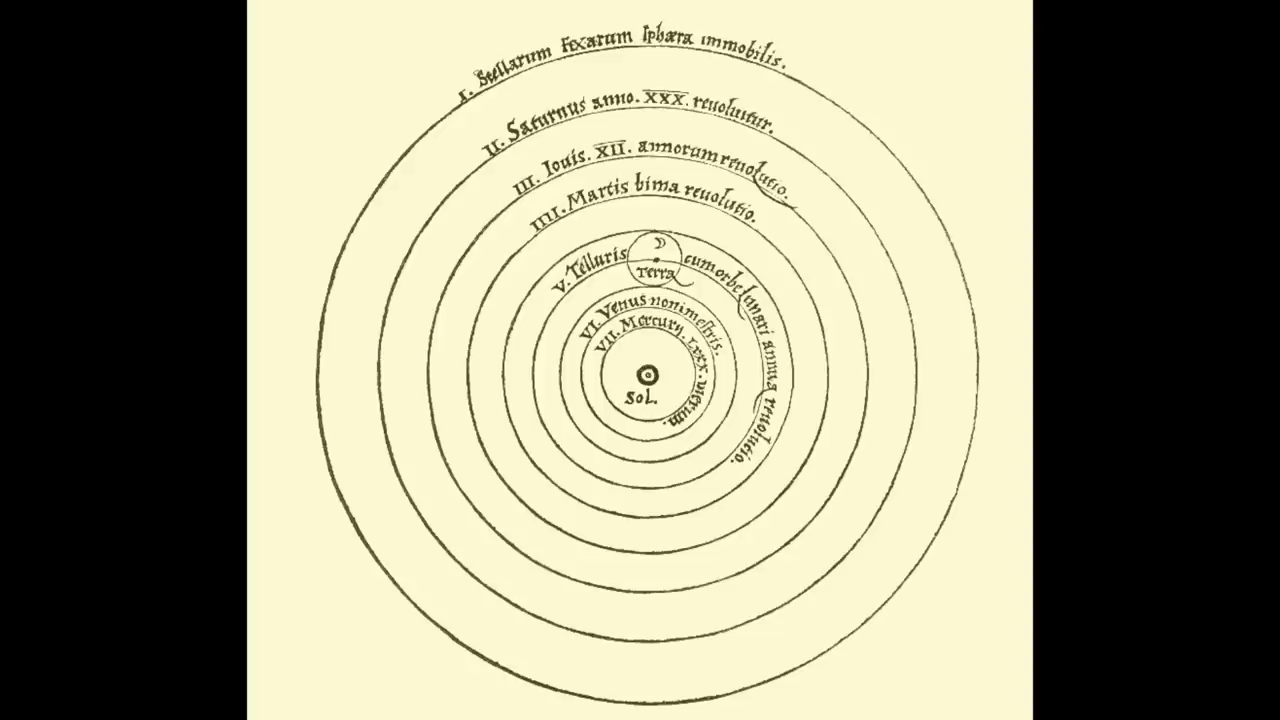 I. Stellarum Fixarum sphæra immobilis.
II. Saturnus anno. XXX. reuoluitur.
III. Iouis. XII. annorum reuolutio.
IIII. Martis bima reuolutio.
V. Telluris cum orbe lunari annua reuolutio.
Terra
VI. Venus nonimestris.
VII. Mercurij. LXXX. dierum.
Sol.